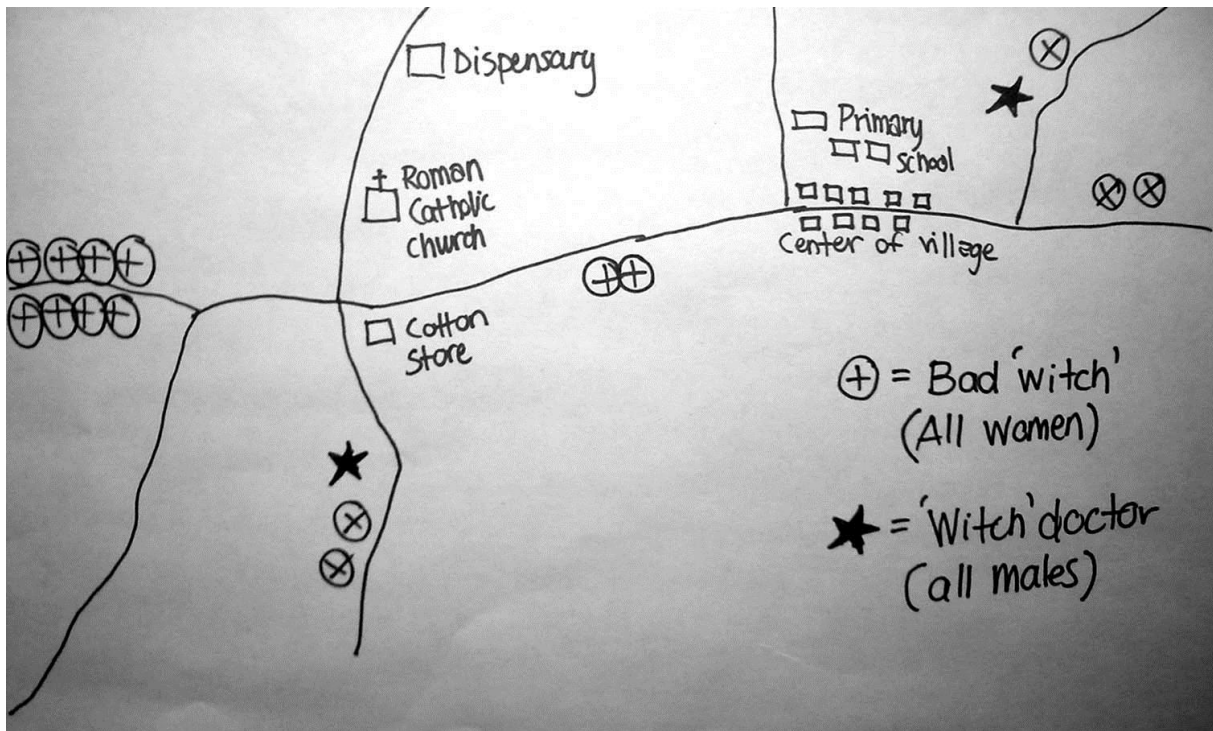 Dispensary
Roman
Catholic
church
Cotton
store
Primary
school
Center of village
= Bad 'witch'
(All women)
= 'Witch' doctor
(all males)